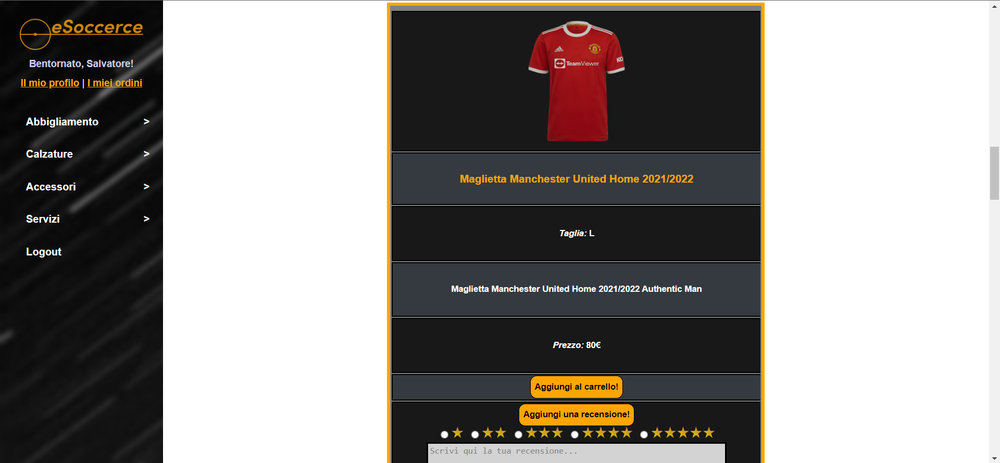 eSoccerce
Bentornato, Salvatore!
Il mio profilo | I miei ordini
Abbigliamento >
Calzature >
Accessori >
Servizi >
Logout
TeamViewer
KO
Maglietta Manchester United Home 2021/2022
Taglia: L
Maglietta Manchester United Home 2021/2022 Authentic Man
Prezzo: 80€
Aggiungi al carrello!
Aggiungi una recensione!
★ ★★ ★★★ ★★★★ ★★★★★
Scrivi qui la tua recensione...